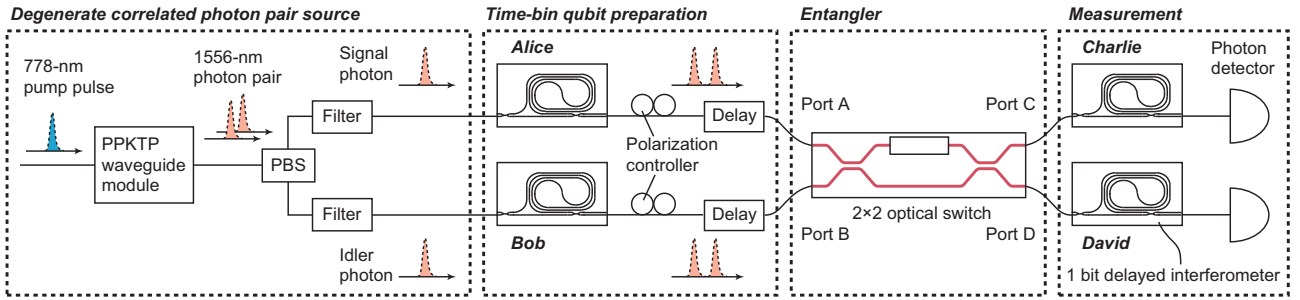 Degenerate correlated photon pair source
778-nm
pump pulse
1556-nm
photon pair
Signal
photon
PPKTP
waveguide
module
PBS
Filter
Filter
Idler
photon
Time-bin qubit preparation
Alice
Delay
Polarization
controller
Delay
Bob
Entangler
Port A
Port C
2×2 optical switch
Port B
Port D
Measurement
Charlie
Photon
detector
David
1 bit delayed interferometer